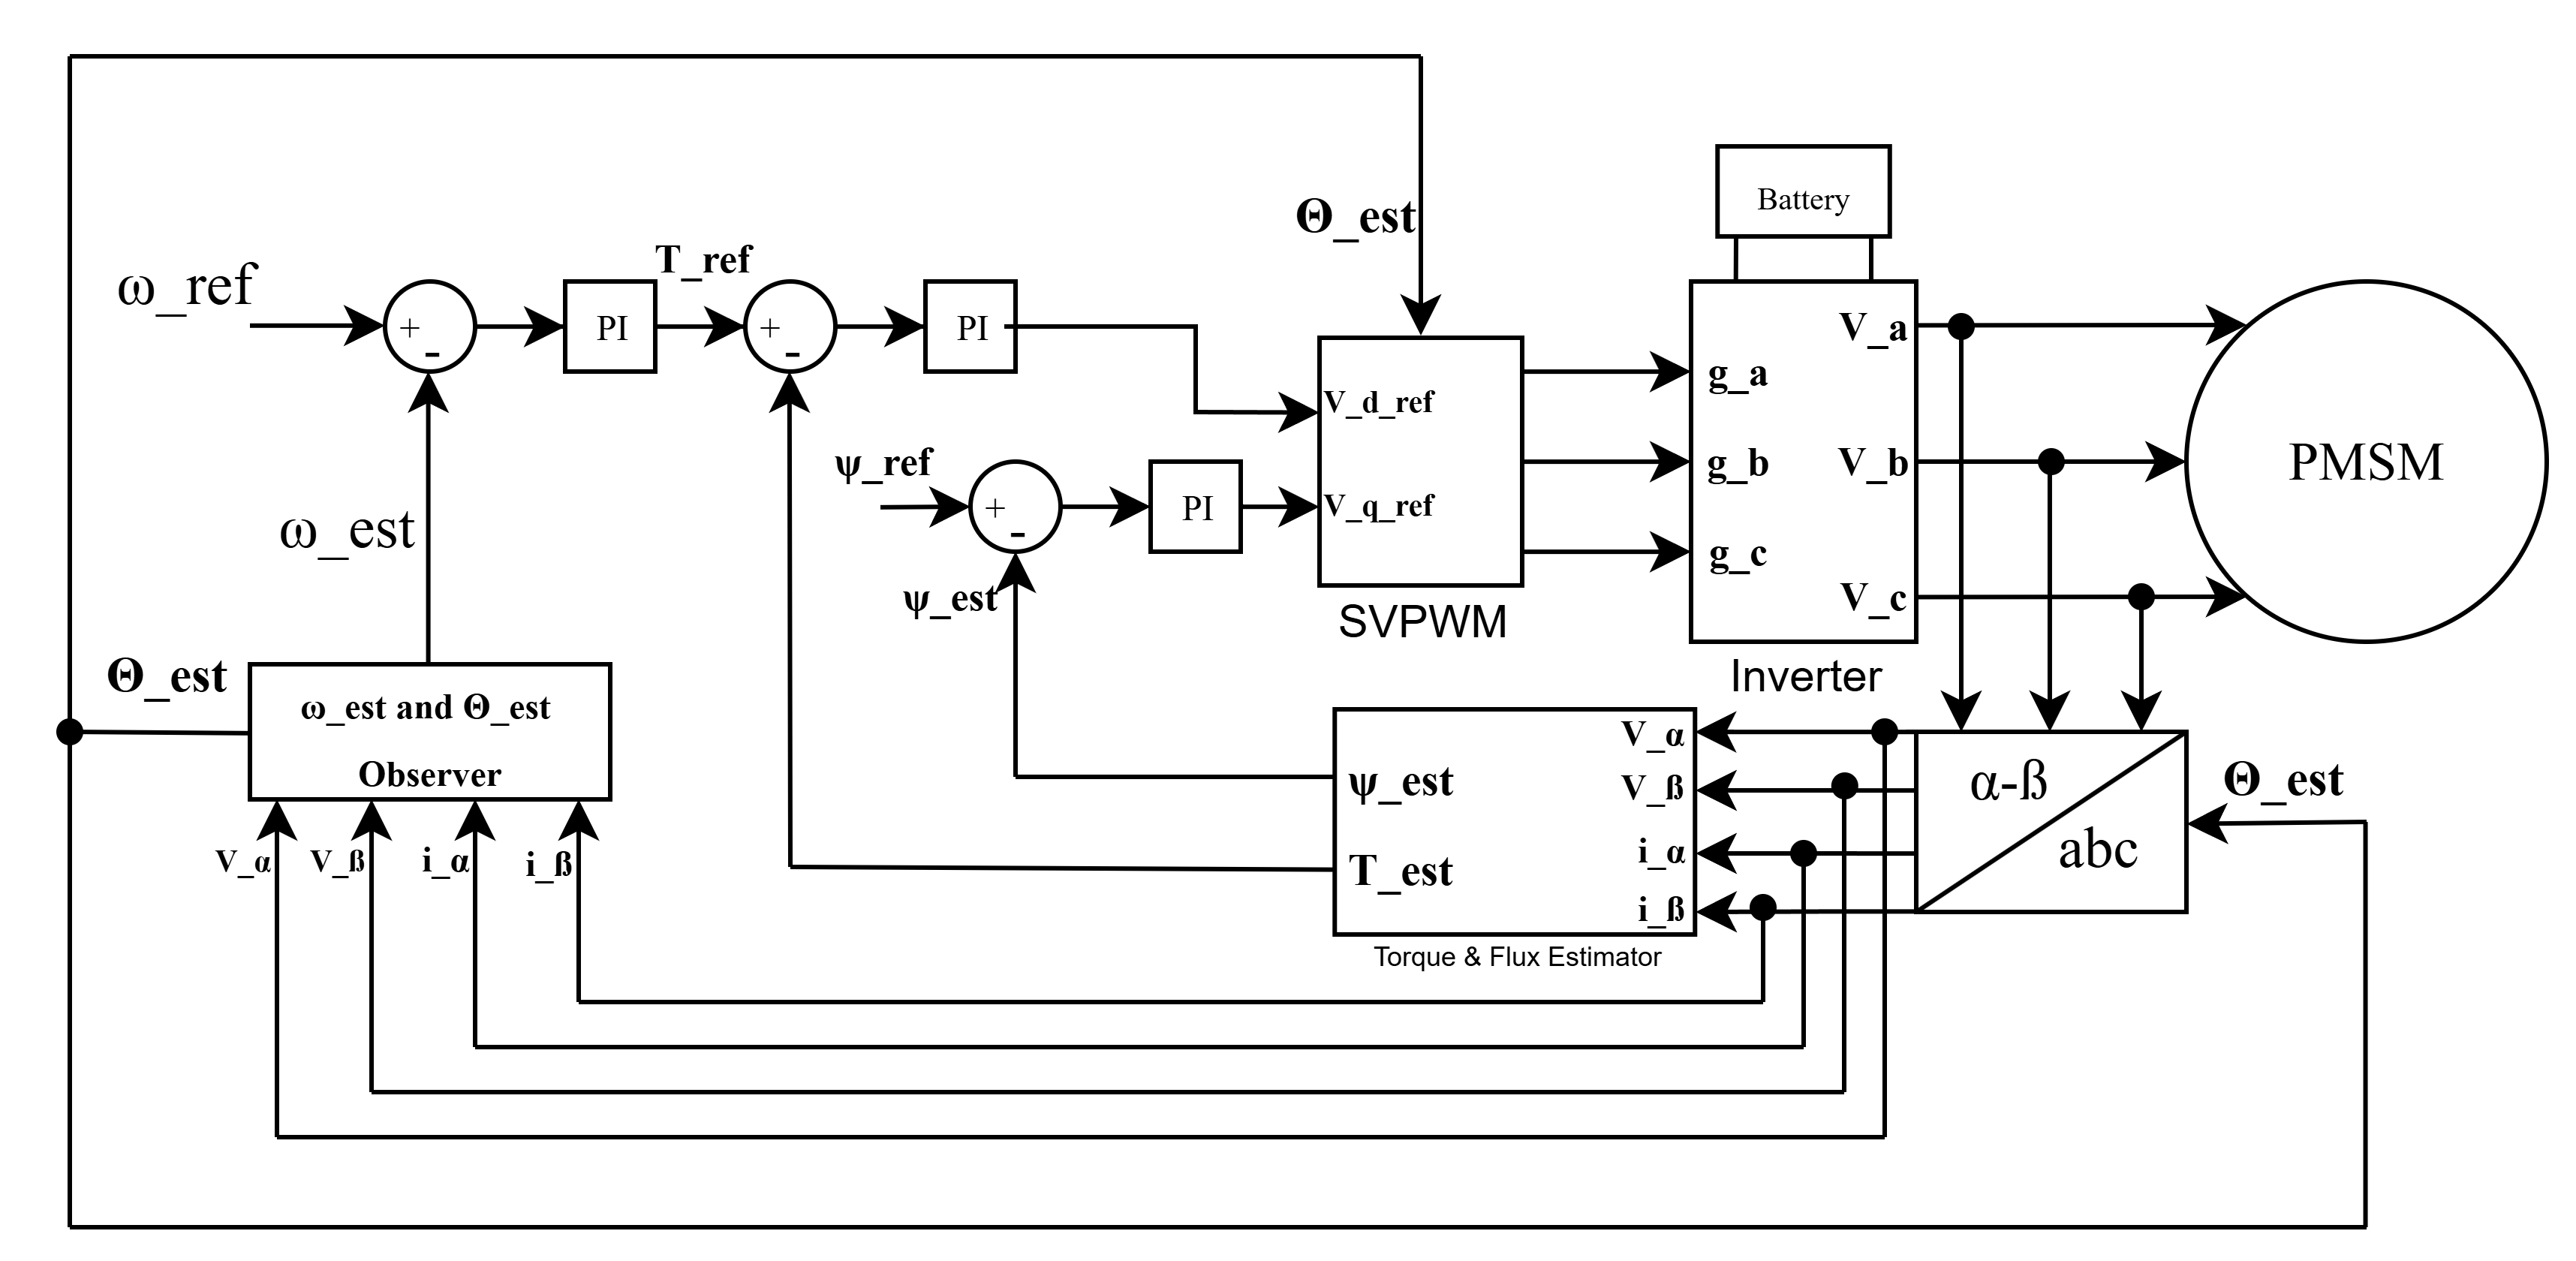 Θ_est
Battery
ω_ref
T_ref
+
-
PI
+
-
PI
V_a
g_a
V_d_ref
ψ_ref
g_b
V_b
PMSM
+
-
PI
V_q_ref
ω_est
g_c
ψ_est
V_c
SVPWM
Inverter
Θ_est
ω_est and Θ_est
Observer
V_α
ψ_est
V_ß
α-ß
Θ_est
V_α
V_ß
i_α
i_ß
T_est
i_α
abc
i_ß
Torque & Flux Estimator